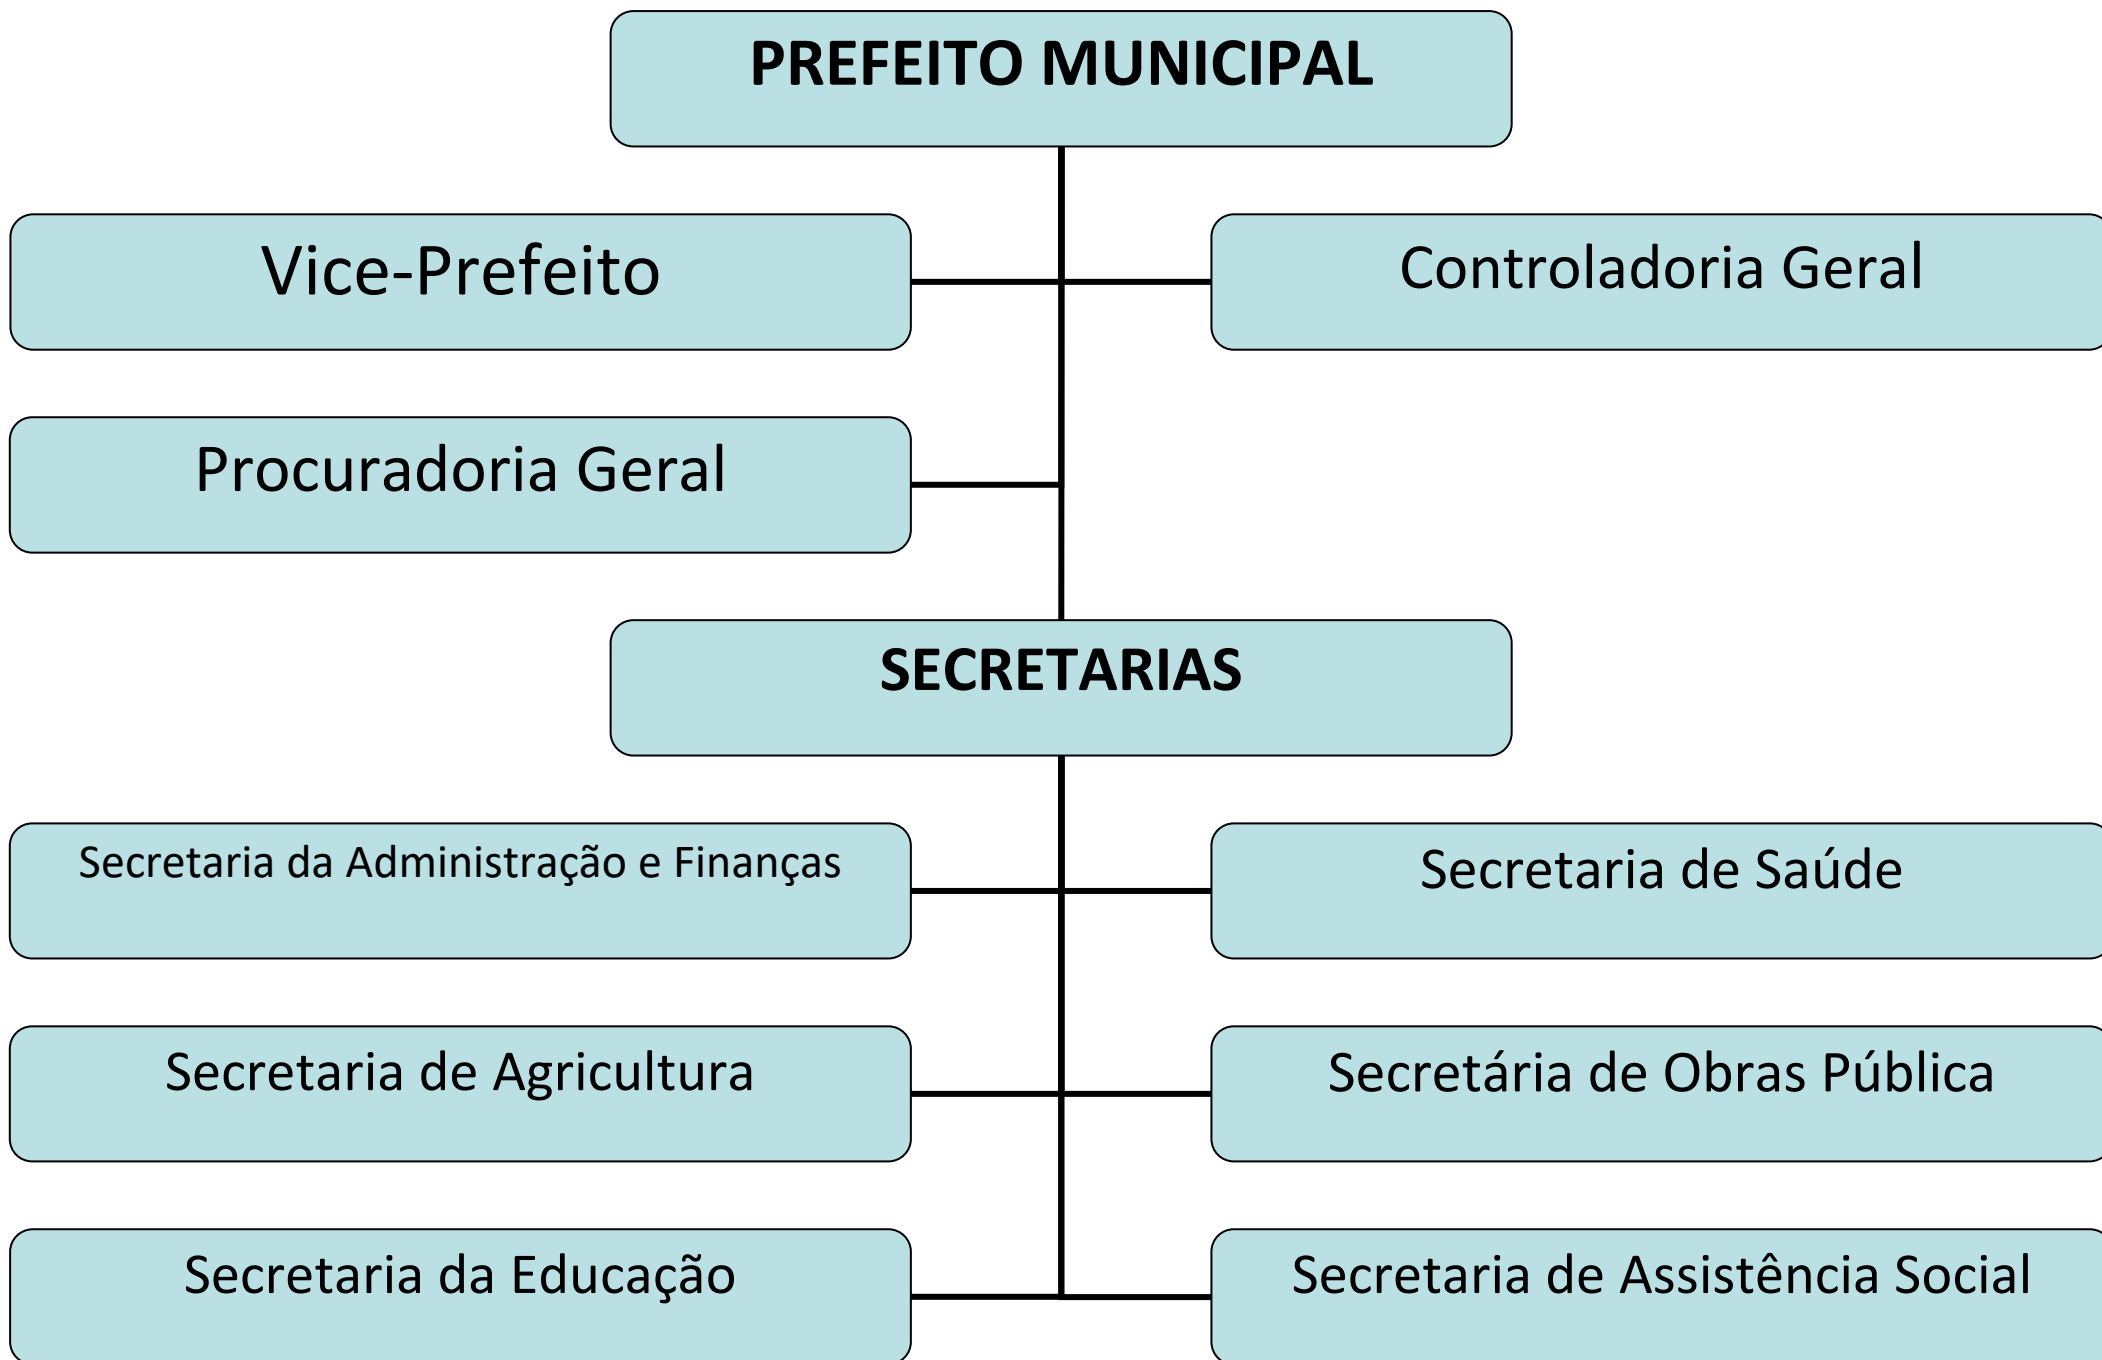 PREFEITO MUNICIPAL
Vice-Prefeito
Controladoria Geral
Procuradoria Geral
SECRETARIAS
Secretaria da Administração e Finanças
Secretaria de Saúde
Secretaria de Agricultura
Secretária de Obras Pública
Secretaria da Educação
Secretaria de Assistência Social